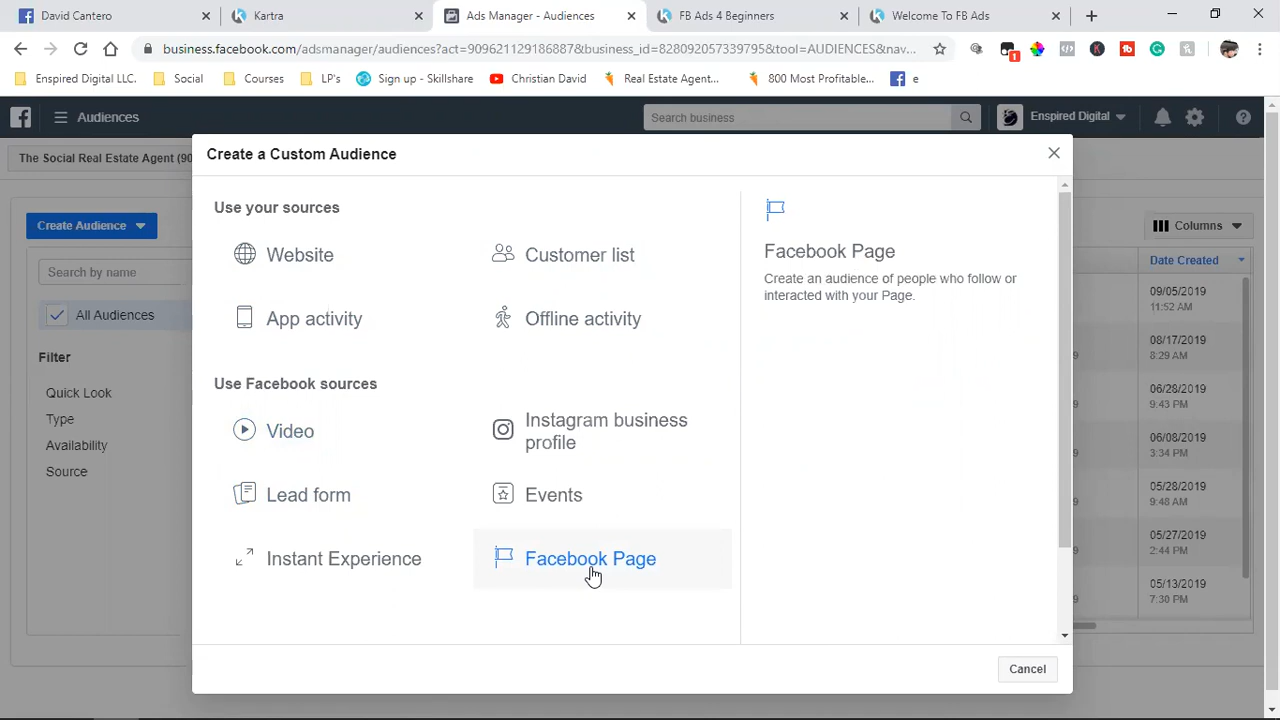 David Cantero
Kartra
Ads Manager - Audiences
FB Ads 4 Beginners
Welcome To FB Ads
business.facebook.com/adsmanager/audiences?act=909621129186887&business_id=828092057339795&tool=AUDIENCES&nav...
1
Enspired Digital LLC.
Social
Courses
LP's
Sign up - Skillshare
Christian David
Real Estate Agent...
800 Most Profitable...
e
Audiences
Search business
Enspired Digital
The Social Real Estate Agent (90
Create a Custom Audience
Create Audience
Columns
Search by name
All Audiences
Filter
Quick Look
Type
Availability
Source
Use your sources
Website
Customer list
App activity
Offline activity
Use Facebook sources
Video
Instagram business
profile
Lead form
Events
Instant Experience
Facebook Page
Facebook Page
Create an audience of people who follow or
interacted with your Page.
Cancel
Date Created
09/05/2019
11:52 AM
08/17/2019
8:29 AM
06/28/2019
9:43 PM
06/08/2019
3:34 PM
05/28/2019
9:48 AM
05/27/2019
2:44 PM
05/13/2019
7:30 PM